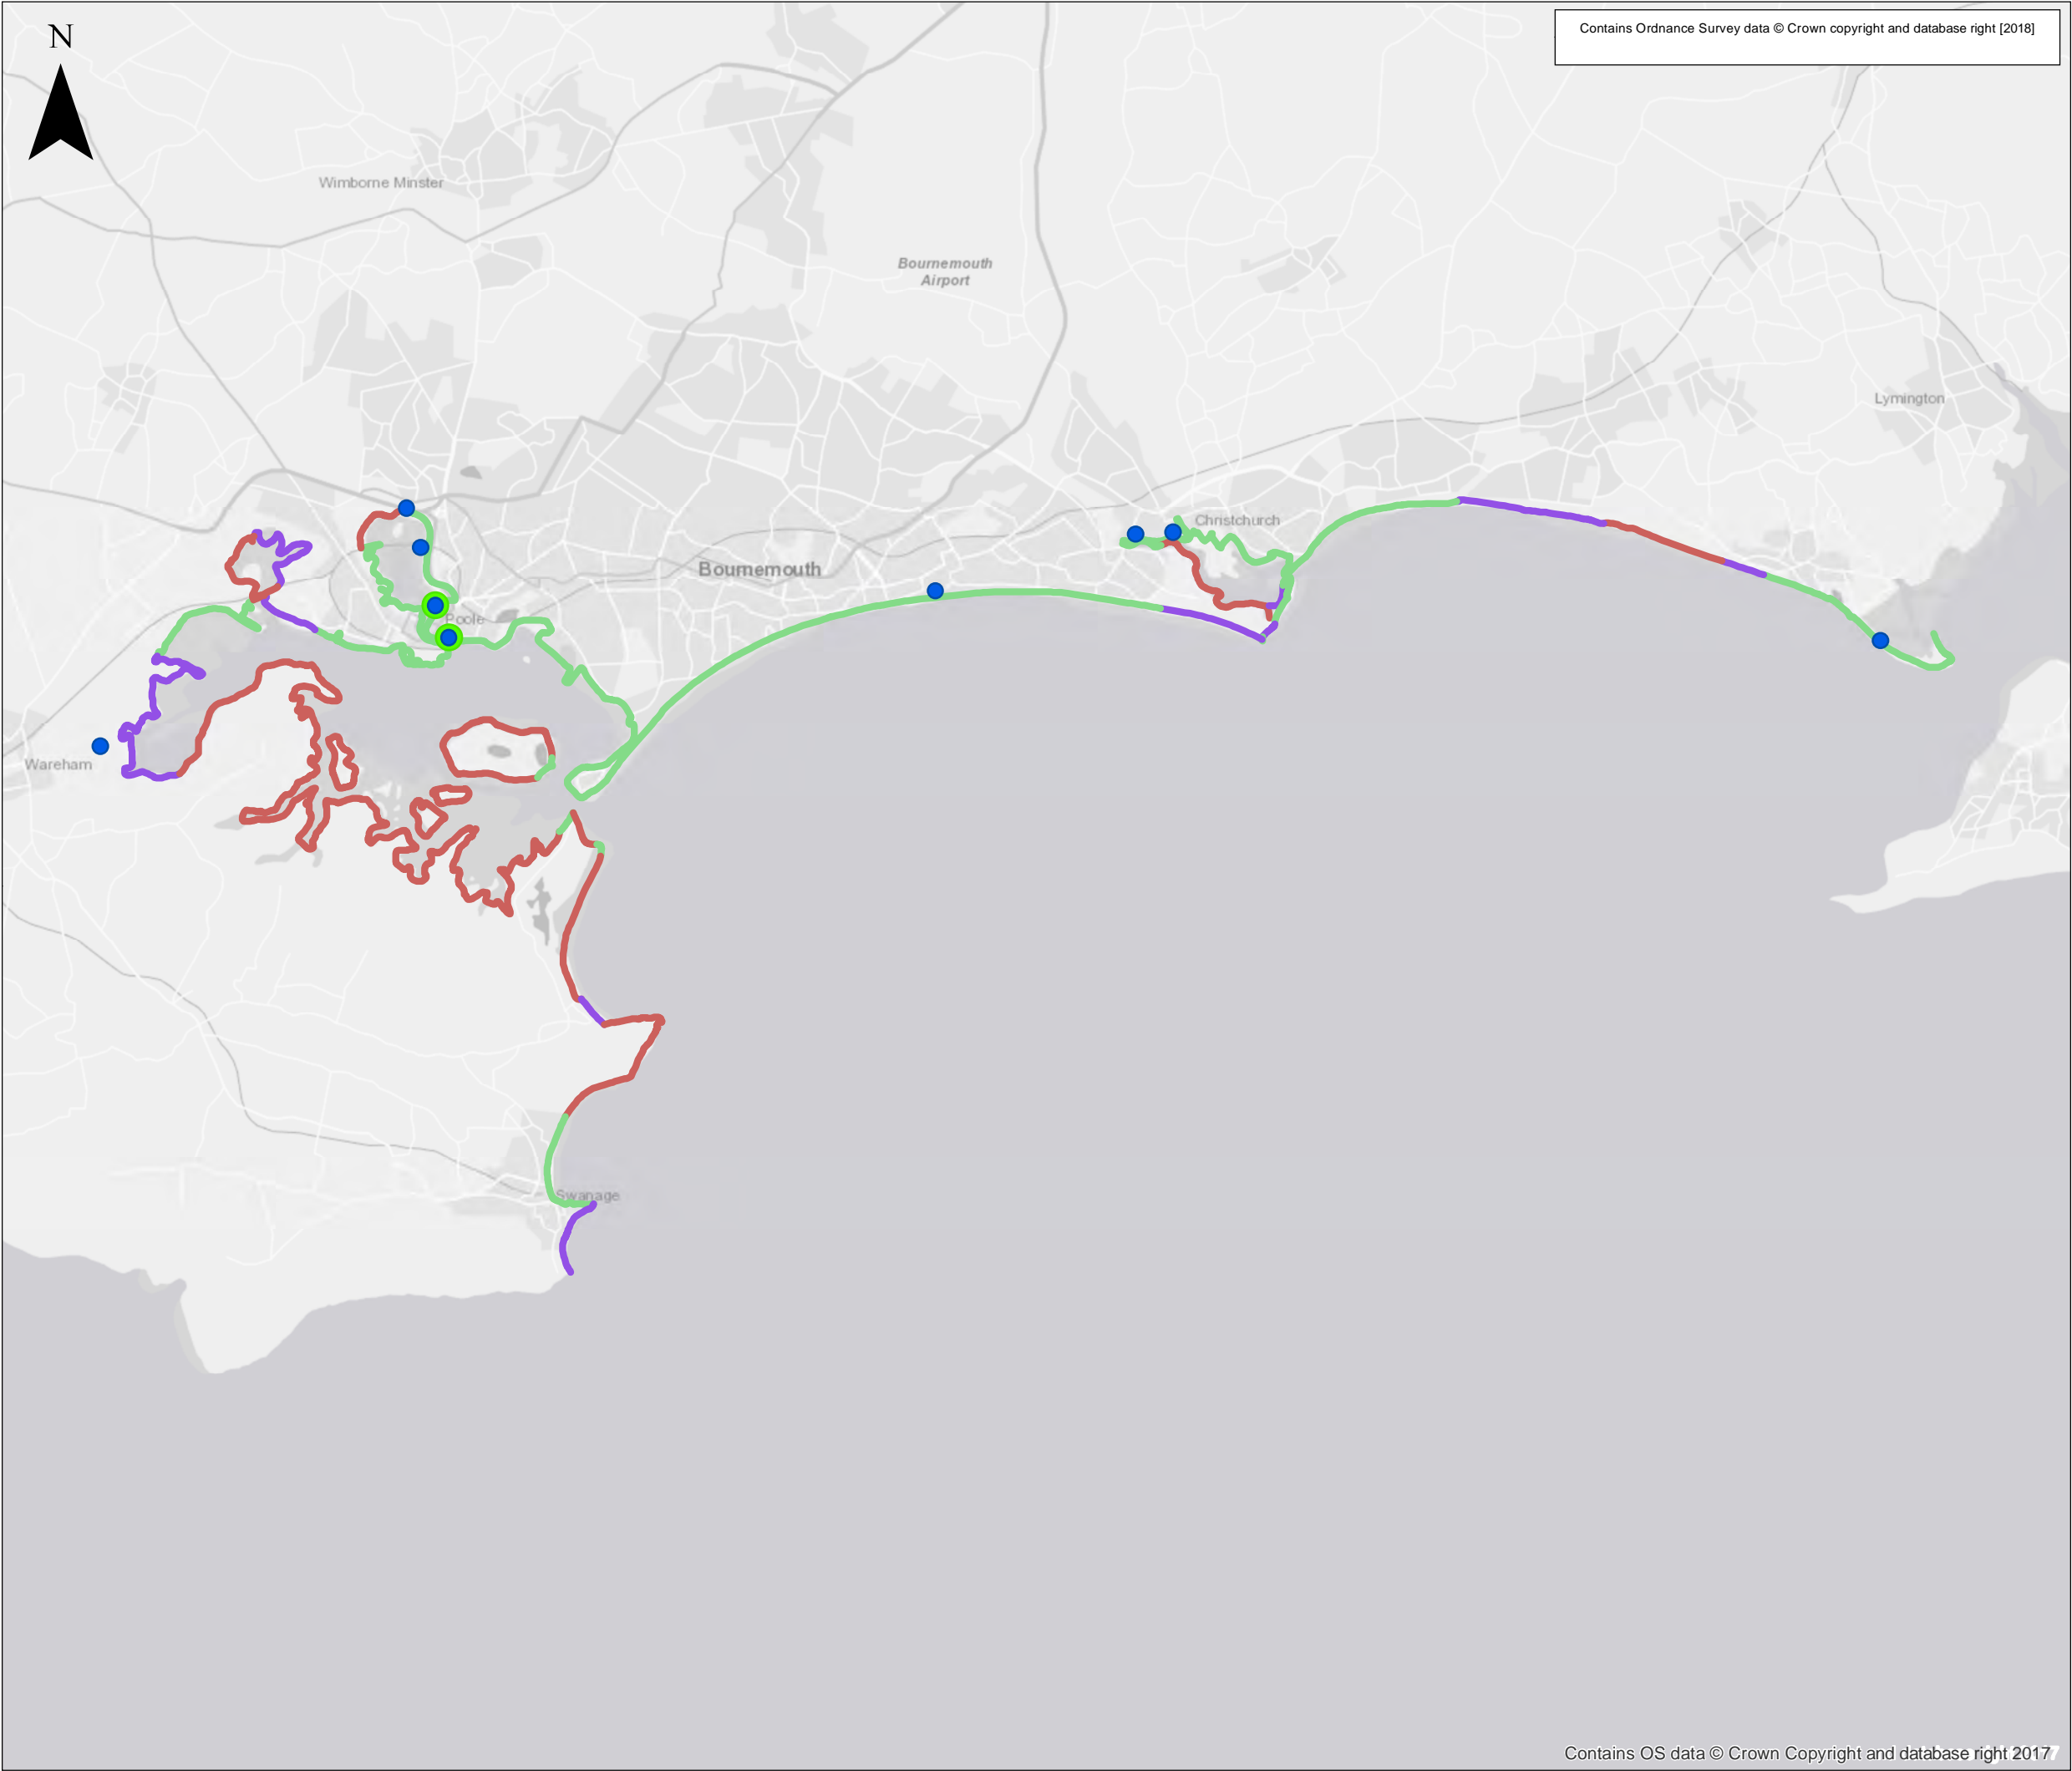 Contains Ordnance Survey data © Crown copyright and database right [2018]
N
Wimborne Minster
Bournemouth
Airport
Lymington
Christchurch
Bournemouth
Poole
Wareham
Swanage
Contains OS data © Crown Copyright and database right 2017